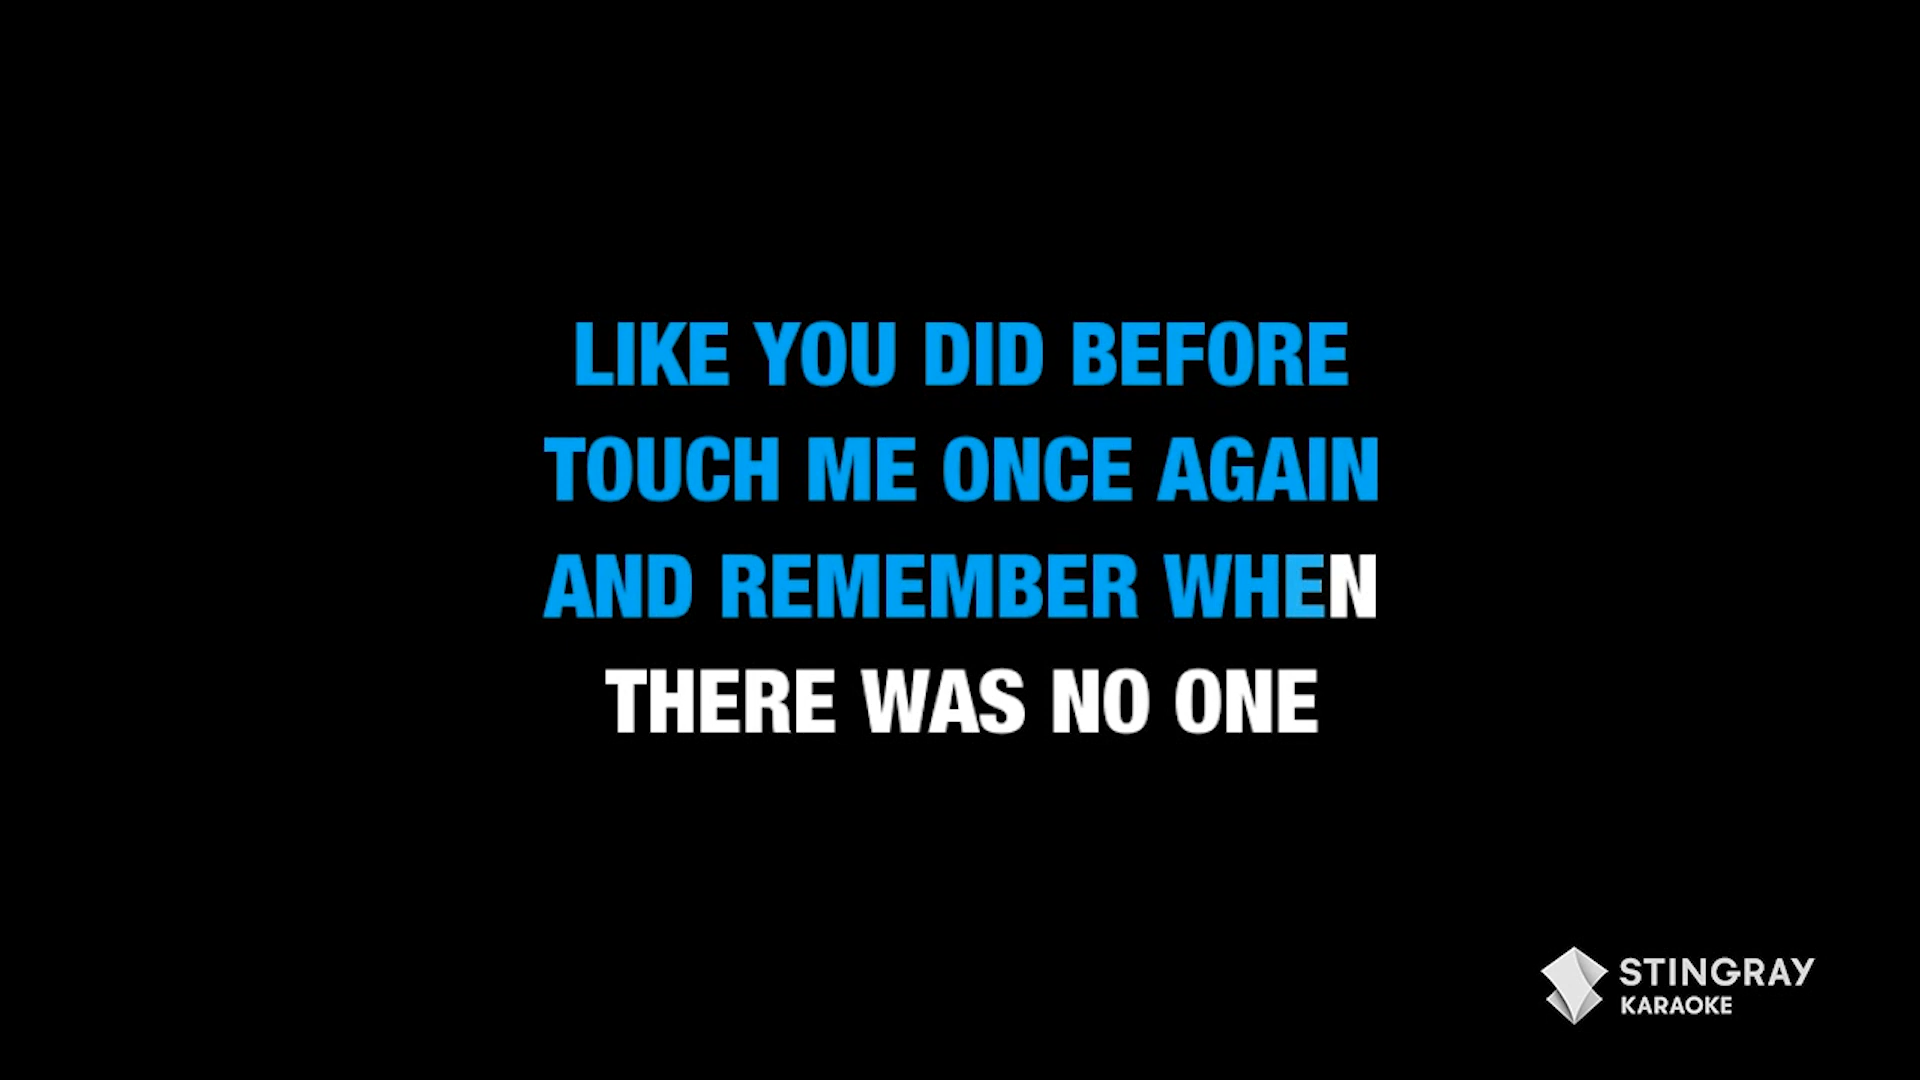 LIKE YOU DID BEFORE
TOUCH ME ONCE AGAIN
AND REMEMBER WHEN
THERE WAS NO ONE
STINGRAY
KARAOKE